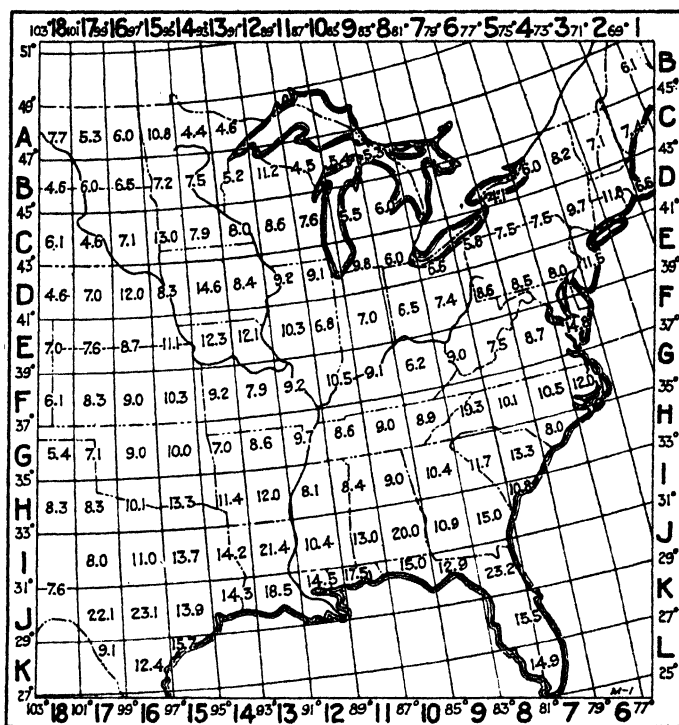 103° 18 101° 17 99° 16 97° 15 95° 14 93° 13 91° 12 89° 11 87° 10 85° 9 83° 8 81° 7 79° 6 77° 5 75° 4 73° 3 71° 2 69° 1
51°
6.1 B
49° 45°
A 7.7 5.3 6.0 10.8 4.4 4.6 6.0 8.2 7.1 7.4 C
47° 43°
B 4.6 6.0 6.5 7.2 7.5 5.2 11.2 4.5 5.4 4.1 9.7 11.8 6.6 D
45° 41°
C 6.1 4.6 7.1 13.0 7.9 8.0 8.6 7.6 5.5 6.0 5.8 7.5 7.5 11.5 E
43° 39°
D 4.6 7.0 12.0 8.3 14.6 8.4 9.2 9.1 9.8 6.0 6.6 8.6 8.5 8.0 F
41° 37°
E 7.0 7.6 8.7 11.1 12.3 12.1 10.3 6.8 7.0 6.5 7.4 9.0 7.5 8.7 G
39° 35°
F 6.1 8.3 9.0 10.3 9.2 7.9 9.2 10.5 9.1 6.2 10.3 10.1 10.5 12.0 H
37° 33°
G 5.4 7.1 9.0 10.0 7.0 8.6 9.7 8.6 9.0 8.9 11.7 13.3 8.0 I
35° 31°
H 8.3 8.3 10.1 13.3 11.4 12.0 8.1 8.4 9.0 10.4 15.0 10.8 J
33° 29°
I 8.0 11.0 13.7 14.2 21.4 10.4 13.0 20.0 10.9 23.2 K
31° 7.6 14.3 18.5 14.5 17.5 15.0 12.9 27°
J 22.1 23.1 13.9 15.5 L
29° 9.1 15.7 25°
K 12.4 14.9
27° M-1
103° 18 101° 17 99° 16 97° 15 95° 14 93° 13 91° 12 89° 11 87° 10 85° 9 83° 8 81° 7 79° 6 77°